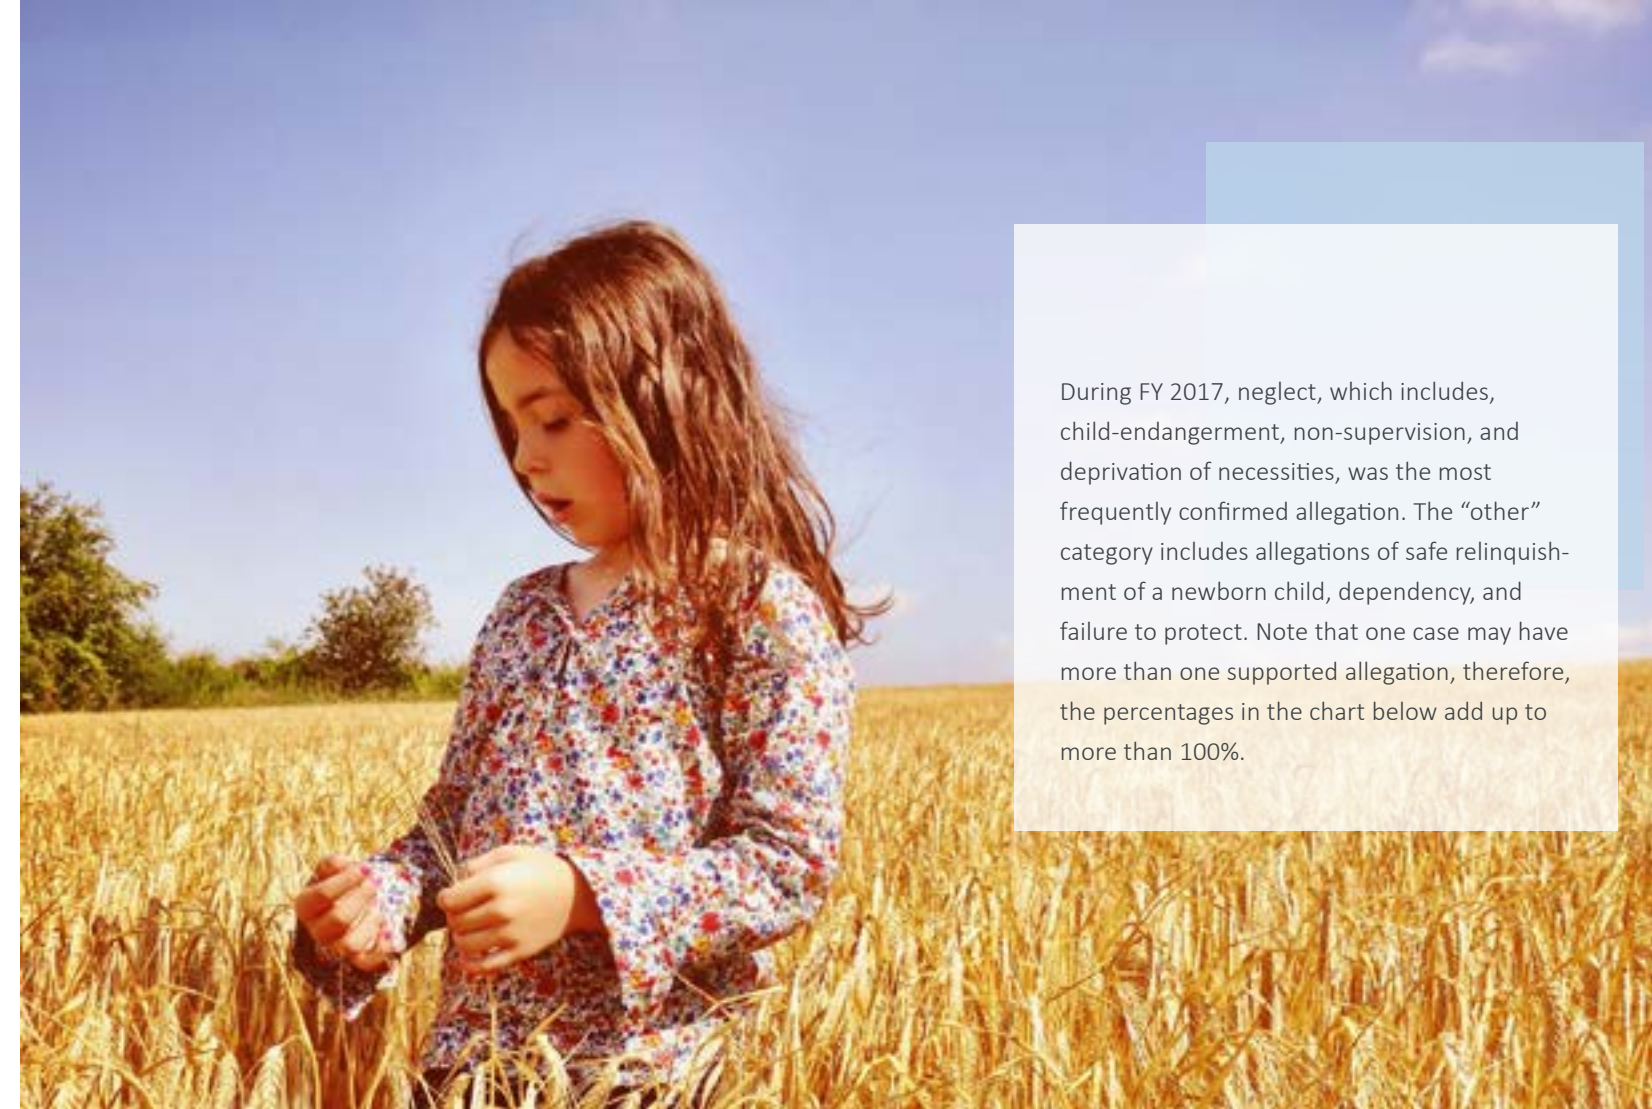 During FY 2017, neglect, which includes,
child-endangerment, non-supervision, and
deprivation of necessities, was the most
frequently confirmed allegation. The “other”
category includes allegations of safe relinquish-
ment of a newborn child, dependency, and
failure to protect. Note that one case may have
more than one supported allegation, therefore,
the percentages in the chart below add up to
more than 100%.